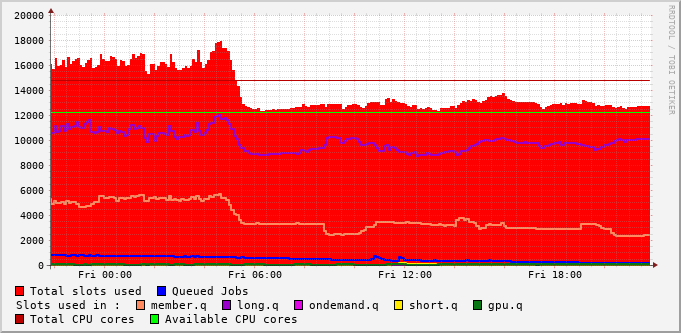 20000
18000
16000
14000
12000
10000
8000
6000
4000
2000
0
Fri 00:00 Fri 06:00 Fri 12:00 Fri 18:00
RRDTOOL / TOBI OETIKER
Total slots used Queued Jobs
Slots used in : member.q long.q ondemand.q short.q gpu.q
Total CPU cores Available CPU cores